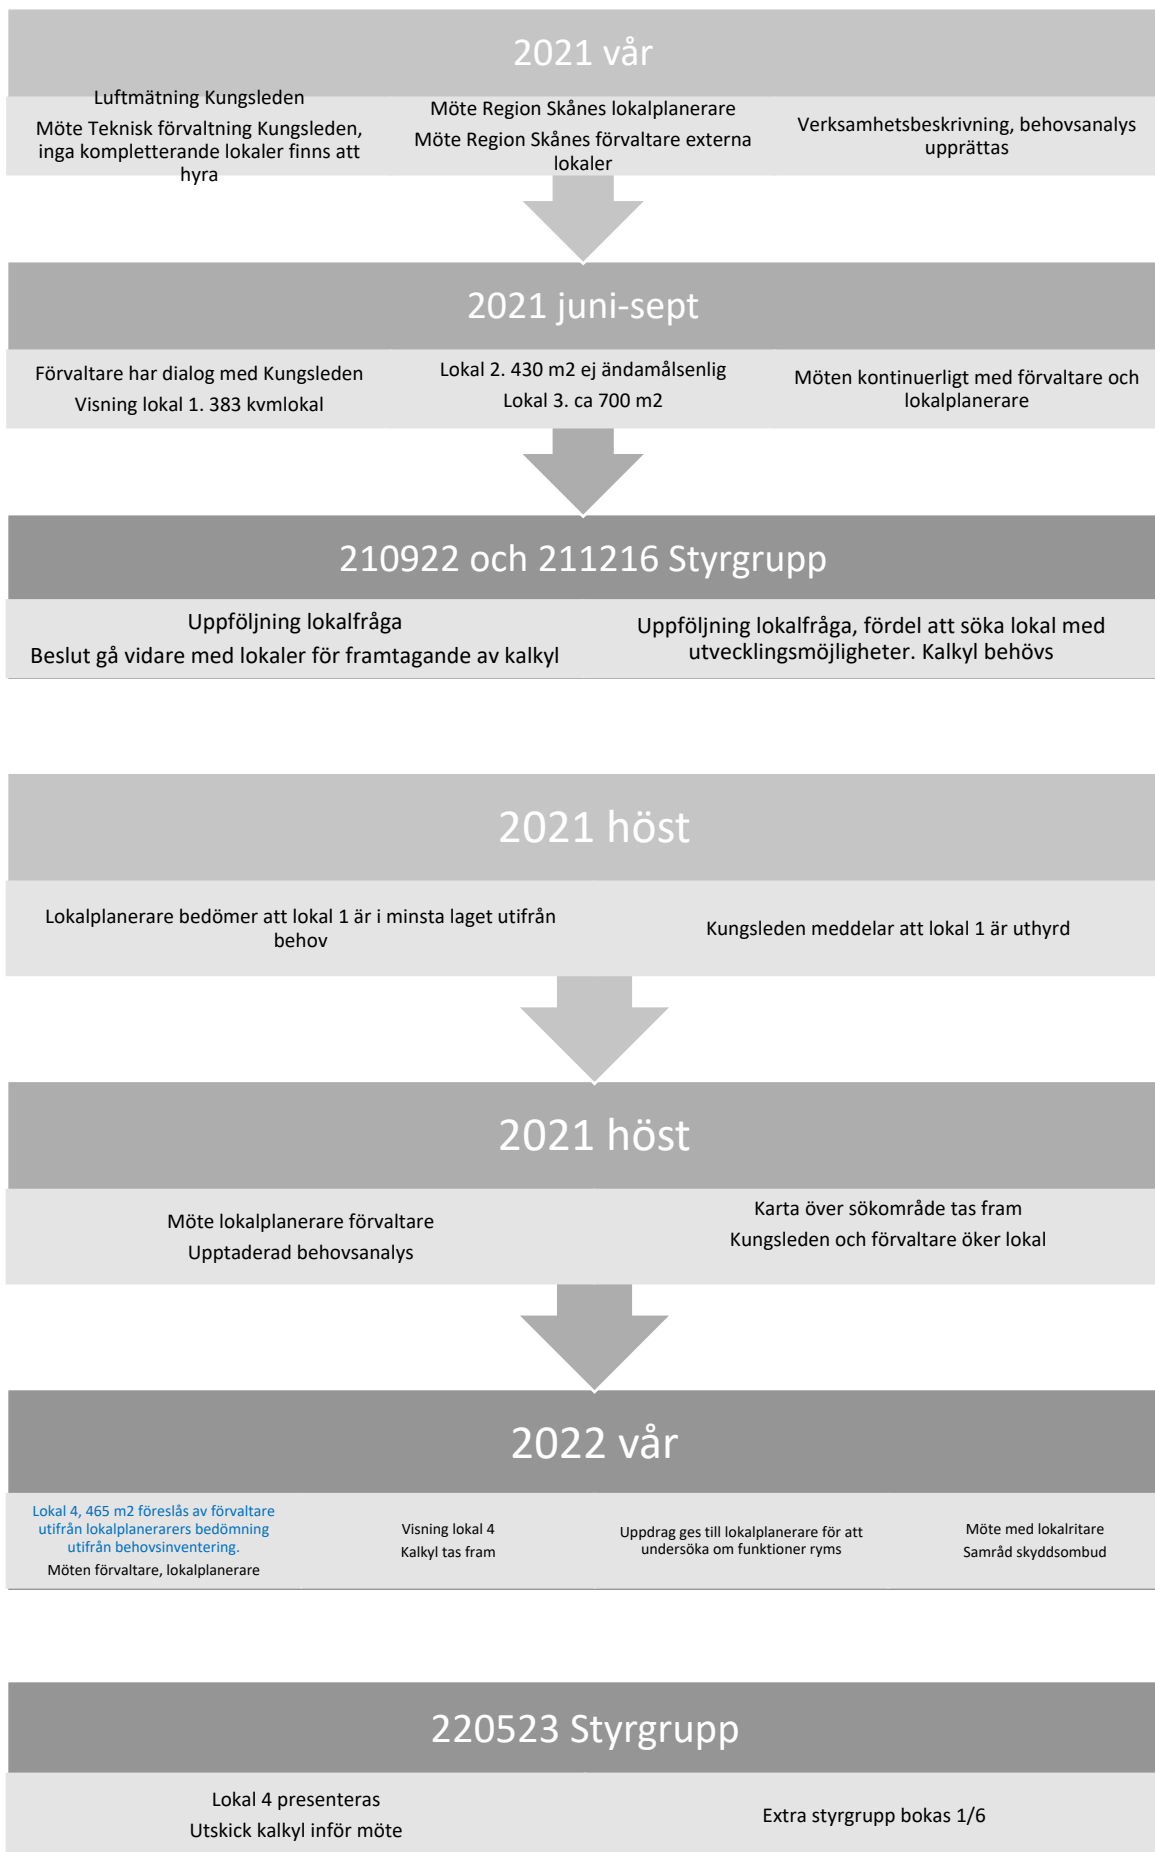 2021 vår
Luftmätning Kungsleden
Möte Teknisk förvaltning Kungsleden,
inga kompletterande lokaler finns att
hyra
Möte Region Skånes lokalplanerare
Möte Region Skånes förvaltare externa
lokaler
Verksamhetsbeskrivning, behovsanalys
upprättas
2021 juni-sept
Förvaltare har dialog med Kungsleden
Visning lokal 1. 383 kvmlokal
Lokal 2. 430 m2 ej ändamålsenlig
Lokal 3. ca 700 m2
Möten kontinuerligt med förvaltare och
lokalplanerare
210922 och 211216 Styrgrupp
Uppföljning lokalfråga
Beslut gå vidare med lokaler för framtagande av kalkyl
Uppföljning lokalfråga, fördel att söka lokal med
utvecklingsmöjligheter. Kalkyl behövs
2021 höst
Lokalplanerare bedömer att lokal 1 är i minsta laget utifrån
behov
Kungsleden meddelar att lokal 1 är uthyrd
2021 höst
Möte lokalplanerare förvaltare
Upptaderad behovsanalys
Karta över sökområde tas fram
Kungsleden och förvaltare öker lokal
2022 vår
Lokal 4, 465 m2 föreslås av förvaltare
utifrån lokalplanerarers bedömning
utifrån behovsinventering.
Möten förvaltare, lokalplanerare
Visning lokal 4
Kalkyl tas fram
Uppdrag ges till lokalplanerare för att
undersöka om funktioner ryms
Möte med lokalritare
Samråd skyddsombud
220523 Styrgrupp
Lokal 4 presenteras
Utskick kalkyl inför möte
Extra styrgrupp bokas 1/6